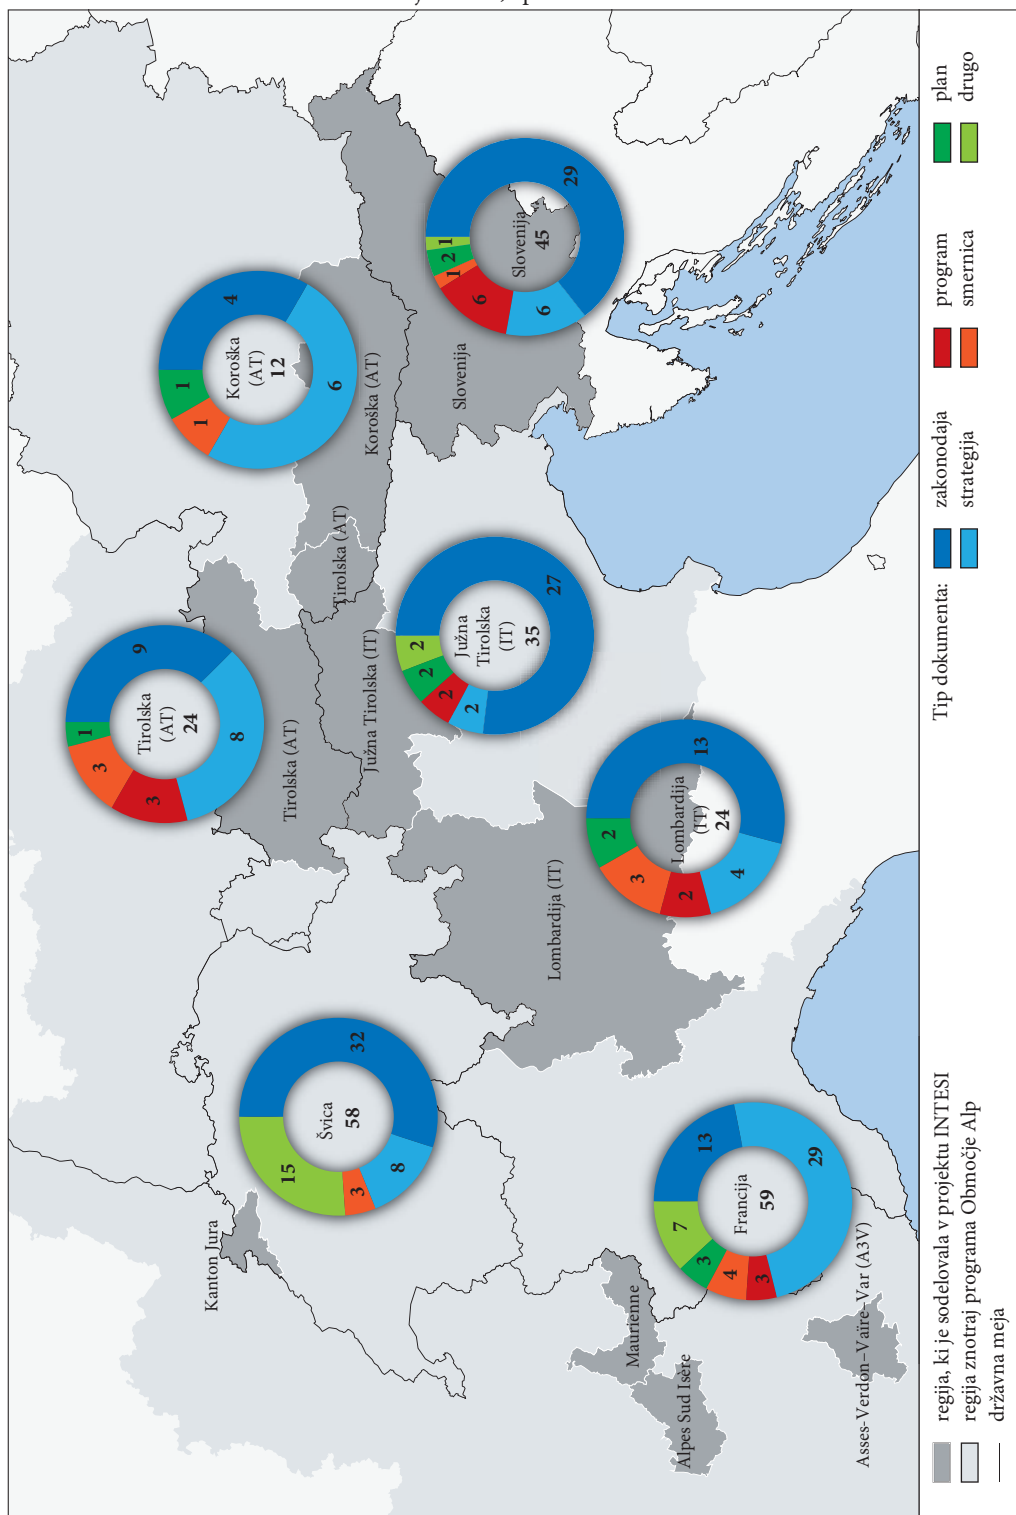 Kanton Jura
Švica
58
32
8
3
15
Tirolska
(AT)
24
9
8
3
3
1
Koroška
(AT)
12
4
6
1
1
Tirolska (AT)
Južna Tirolska (IT)
Tirolska (AT)
Koroška (AT)
Slovenija
Slovenija
45
29
6
6
1
2
1
Južna
Tirolska
(IT)
35
27
2
2
2
2
Lombardija (IT)
Lombardija
(IT)
24
13
4
2
3
2
Maurienne
Alpes Sud Isère
Francija
59
13
29
3
4
3
7
Asses-Verdon–Vaïre–Var (A3V)
regija, ki je sodelovala v projektu INTESI
regija znotraj programa Območje Alp
državna meja
Tip dokumenta:
zakonodaja
strategija
program
smernica
plan
drugo